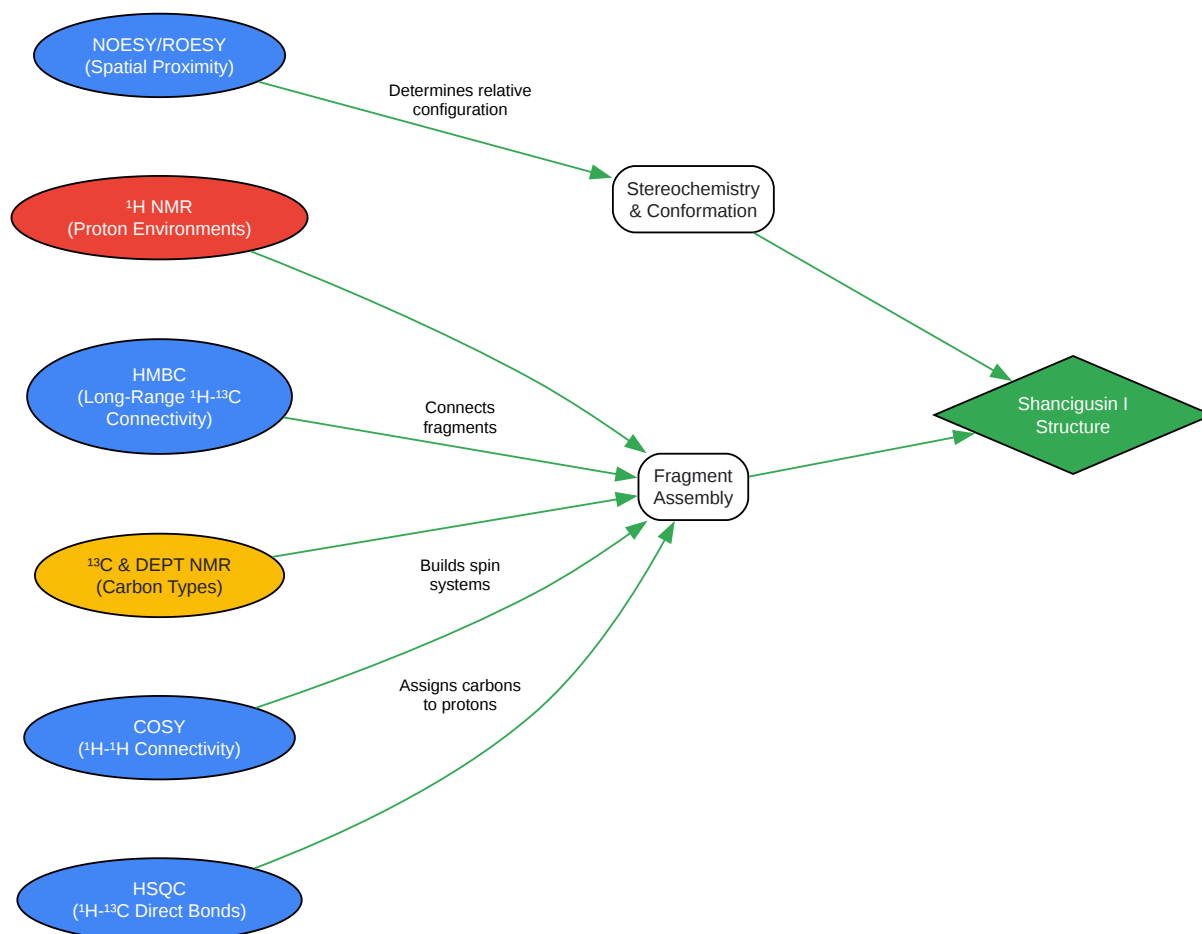 NOESY/ROESY
(Spatial Proximity)
Determines relative
configuration
Stereochemistry
& Conformation
¹H NMR
(Proton Environments)
HMBC
(Long-Range ¹H-¹³C
Connectivity)
Connects
fragments
Shancigusin I
Structure
Fragment
Assembly
¹³C & DEPT NMR
(Carbon Types)
Builds spin
systems
COSY
(¹H-¹H Connectivity)
Assigns carbons
to protons
HSQC
(¹H-¹³C Direct Bonds)